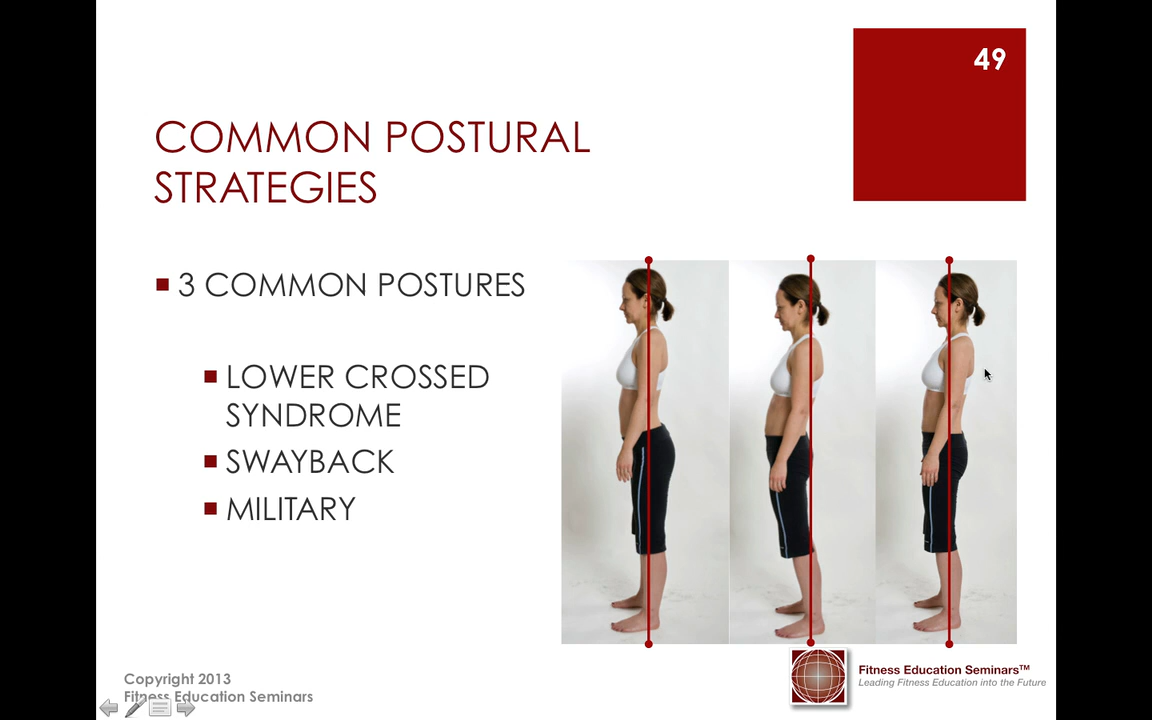 49
COMMON POSTURAL
STRATEGIES
3 COMMON POSTURES
LOWER CROSSED
SYNDROME
SWAYBACK
MILITARY
Copyright 2013
Fitness Education Seminars
Fitness Education Seminars™
Leading Fitness Education into the Future